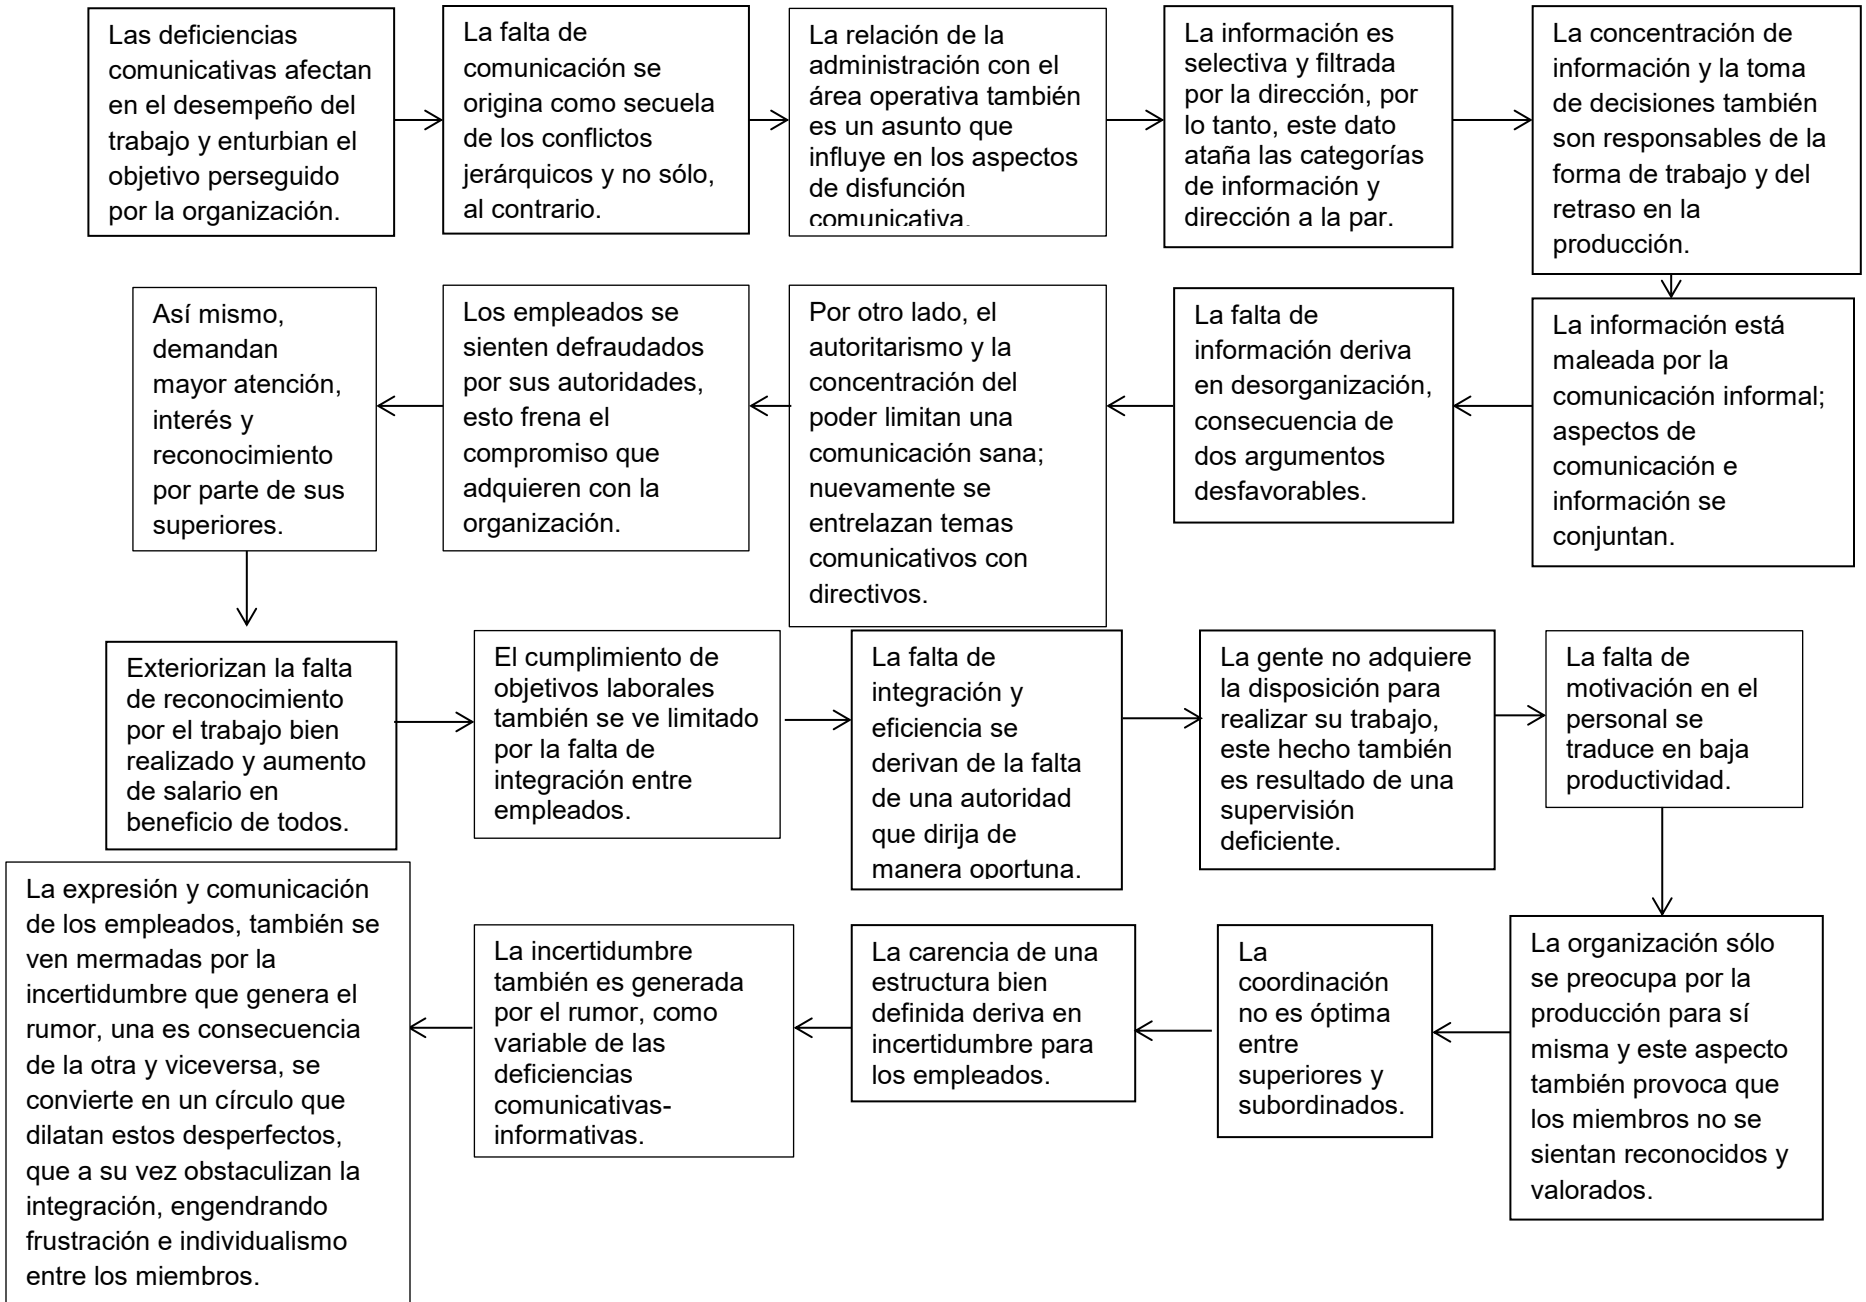 Las deficiencias
comunicativas afectan
en el desempeño del
trabajo y enturbian el
objetivo perseguido
por la organización.
La falta de
comunicación se
origina como secuela
de los conflictos
jerárquicos y no sólo,
al contrario.
La relación de la
administración con el
área operativa también
es un asunto que
influye en los aspectos
de disfunción
comunicativa.
La información es
selectiva y filtrada
por la dirección, por
lo tanto, este dato
ataña las categorías
de información y
dirección a la par.
La concentración de
información y la toma
de decisiones también
son responsables de la
forma de trabajo y del
retraso en la
producción.
La información está
maleada por la
comunicación informal;
aspectos de
comunicación e
información se
conjuntan.
La falta de
información deriva
en desorganización,
consecuencia de
dos argumentos
desfavorables.
Por otro lado, el
autoritarismo y la
concentración del
poder limitan una
comunicación sana;
nuevamente se
entrelazan temas
comunicativos con
directivos.
Los empleados se
sienten defraudados
por sus autoridades,
esto frena el
compromiso que
adquieren con la
organización.
Así mismo,
demandan
mayor atención,
interés y
reconocimiento
por parte de sus
superiores.
Exteriorizan la falta
de reconocimiento
por el trabajo bien
realizado y aumento
de salario en
beneficio de todos.
El cumplimiento de
objetivos laborales
también se ve limitado
por la falta de
integración entre
empleados.
La falta de
integración y
eficiencia se
derivan de la falta
de una autoridad
que dirija de
manera oportuna.
La gente no adquiere
la disposición para
realizar su trabajo,
este hecho también
es resultado de una
supervisión
deficiente.
La falta de
motivación en el
personal se
traduce en baja
productividad.
La organización sólo
se preocupa por la
producción para sí
misma y este aspecto
también provoca que
los miembros no se
sientan reconocidos y
valorados.
La
coordinación
no es óptima
entre
superiores y
subordinados.
La carencia de una
estructura bien
definida deriva en
incertidumbre para
los empleados.
La incertidumbre
también es generada
por el rumor, como
variable de las
deficiencias
comunicativas-
informativas.
La expresión y comunicación
de los empleados, también se
ven mermadas por la
incertidumbre que genera el
rumor, una es consecuencia
de la otra y viceversa, se
convierte en un círculo que
dilatan estos desperfectos,
que a su vez obstaculizan la
integración, engendrando
frustración e individualismo
entre los miembros.